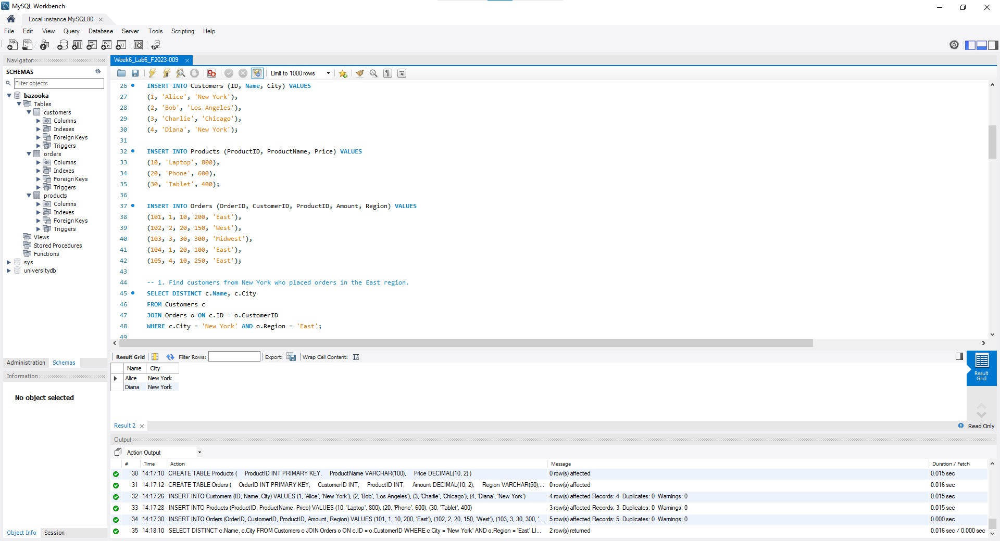 MySQL Workbench
Local instance MySQL80
File Edit View Query Database Server Tools Scripting Help
Navigator
SCHEMAS
Filter objects
bazooka
Tables
customers
Columns
Indexes
Foreign Keys
Triggers
orders
Columns
Indexes
Foreign Keys
Triggers
products
Columns
Indexes
Foreign Keys
Triggers
Views
Stored Procedures
Functions
sys
universitydb
Administration Schemas
Information
No object selected
Object Info Session
Week6_Lab6_F2023-009
Limit to 1000 rows
26 INSERT INTO Customers (ID, Name, City) VALUES
27 (1, 'Alice', 'New York'),
28 (2, 'Bob', 'Los Angeles'),
29 (3, 'Charlie', 'Chicago'),
30 (4, 'Diana', 'New York');
31
32 INSERT INTO Products (ProductID, ProductName, Price) VALUES
33 (10, 'Laptop', 800),
34 (20, 'Phone', 600),
35 (30, 'Tablet', 400);
36
37 INSERT INTO Orders (OrderID, CustomerID, ProductID, Amount, Region) VALUES
38 (101, 1, 10, 200, 'East'),
39 (102, 2, 20, 150, 'West'),
40 (103, 3, 30, 300, 'Midwest'),
41 (104, 1, 20, 100, 'East'),
42 (105, 4, 10, 250, 'East');
43
44 -- 1. Find customers from New York who placed orders in the East region.
45 SELECT DISTINCT c.Name, c.City
46 FROM Customers c
47 JOIN Orders o ON c.ID = o.CustomerID
48 WHERE c.City = 'New York' AND o.Region = 'East';
49
Result Grid Filter Rows: Export: Wrap Cell Content:
Name City
Alice New York
Diana New York
Result Grid
Result 2
Read Only
Output
Action Output
# Time Action Message Duration / Fetch
30 14:17:10 CREATE TABLE Products ( ProductID INT PRIMARY KEY, ProductName VARCHAR(100), Price DECIMAL(10, 2) ) 0 row(s) affected 0.015 sec
31 14:17:12 CREATE TABLE Orders ( OrderID INT PRIMARY KEY, CustomerID INT, ProductID INT, Amount DECIMAL(10, 2), Region VARCHAR(50),... 0 row(s) affected 0.016 sec
32 14:17:26 INSERT INTO Customers (ID, Name, City) VALUES (1, 'Alice', 'New York'), (2, 'Bob', 'Los Angeles'), (3, 'Charlie', 'Chicago'), (4, 'Diana', 'New York') 4 row(s) affected Records: 4 Duplicates: 0 Warnings: 0 0.015 sec
33 14:17:28 INSERT INTO Products (ProductID, ProductName, Price) VALUES (10, 'Laptop', 800), (20, 'Phone', 600), (30, 'Tablet', 400) 3 row(s) affected Records: 3 Duplicates: 0 Warnings: 0 0.015 sec
34 14:17:30 INSERT INTO Orders (OrderID, CustomerID, ProductID, Amount, Region) VALUES (101, 1, 10, 200, 'East'), (102, 2, 20, 150, 'West'), (103, 3, 30, 300, '... 5 row(s) affected Records: 5 Duplicates: 0 Warnings: 0 0.000 sec
35 14:18:10 SELECT DISTINCT c.Name, c.City FROM Customers c JOIN Orders o ON c.ID = o.CustomerID WHERE c.City = 'New York' AND o.Region = 'East' LI... 2 row(s) returned 0.016 sec / 0.000 sec